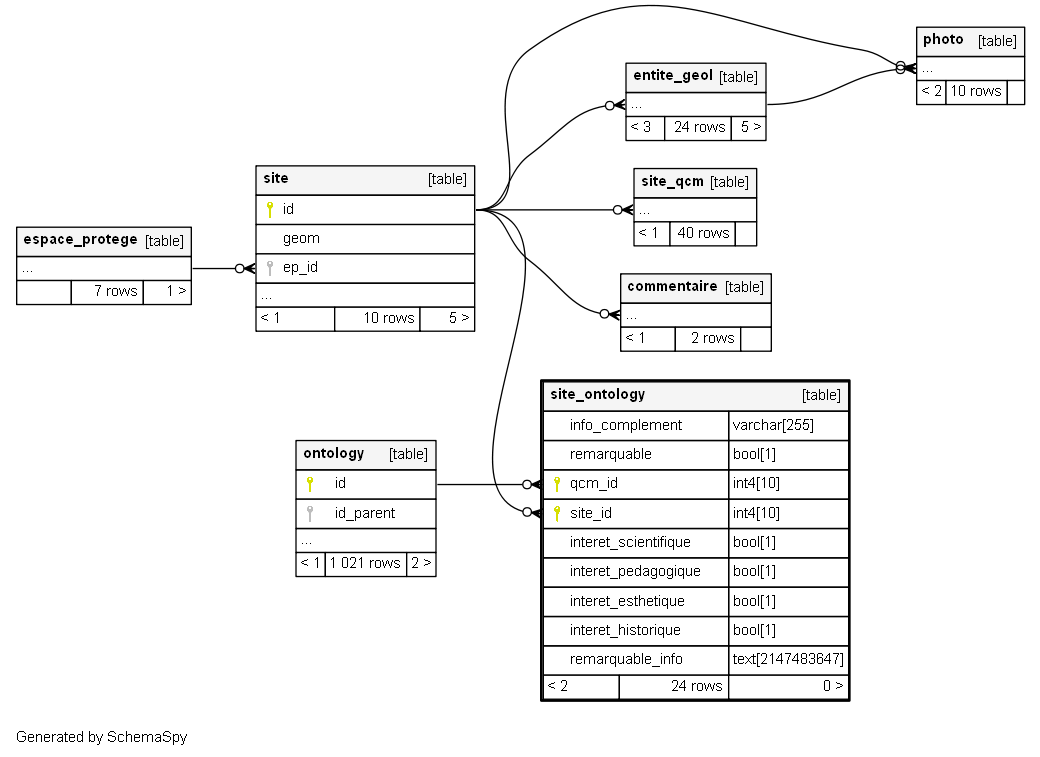 photo [table]
...
< 2 10 rows
entite_geol [table]
...
< 3 24 rows 5 >
site [table]
id
geom
ep_id
...
< 1 10 rows 5 >
site_qcm [table]
...
< 1 40 rows
espace_protege [table]
...
7 rows 1 >
commentaire [table]
...
< 1 2 rows
site_ontology [table]
info_complement varchar[255]
remarquable bool[1]
qcm_id int4[10]
site_id int4[10]
interet_scientifique bool[1]
interet_pedagogique bool[1]
interet_esthetique bool[1]
interet_historique bool[1]
remarquable_info text[2147483647]
< 2 24 rows 0 >
ontology [table]
id
id_parent
...
< 1 1 021 rows 2 >
Generated by SchemaSpy